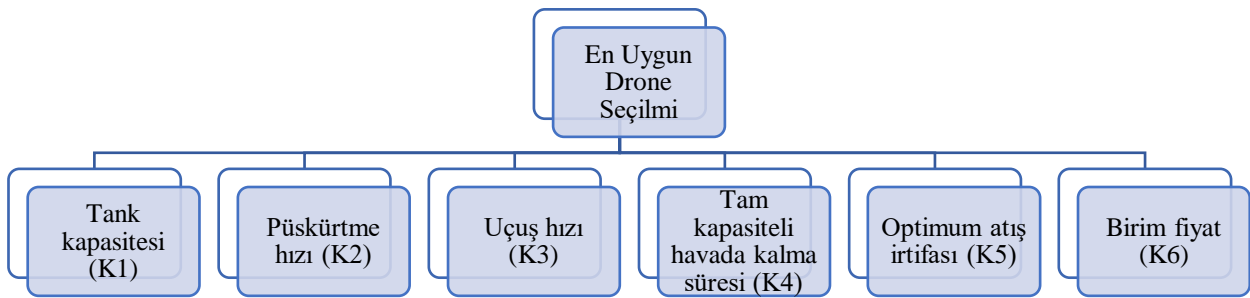 En Uygun
Drone
Seçilmi
Tank
kapasitesi
(K1)
Püskürtme
hızı (K2)
Uçuş hızı
(K3)
Tam
kapasiteli
havada kalma
süresi (K4)
Optimum atış
irtifası (K5)
Birim fiyat
(K6)